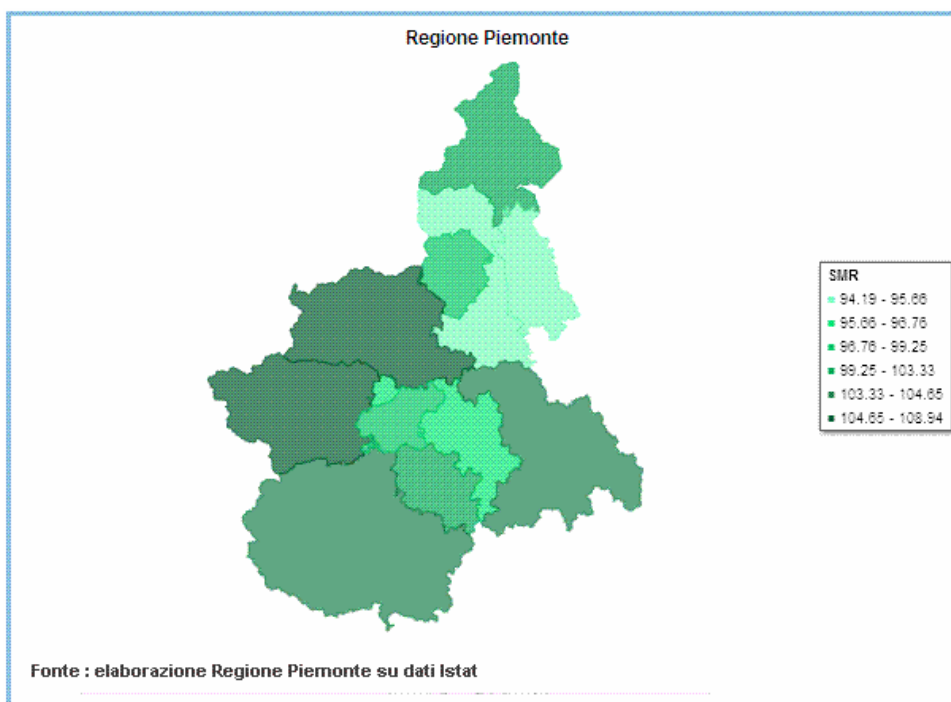 Regione Piemonte
SMR
94.19 - 95.66
95.66 - 96.76
96.76 - 99.25
99.25 - 103.33
103.33 - 104.65
104.65 - 108.94
Fonte : elaborazione Regione Piemonte su dati Istat